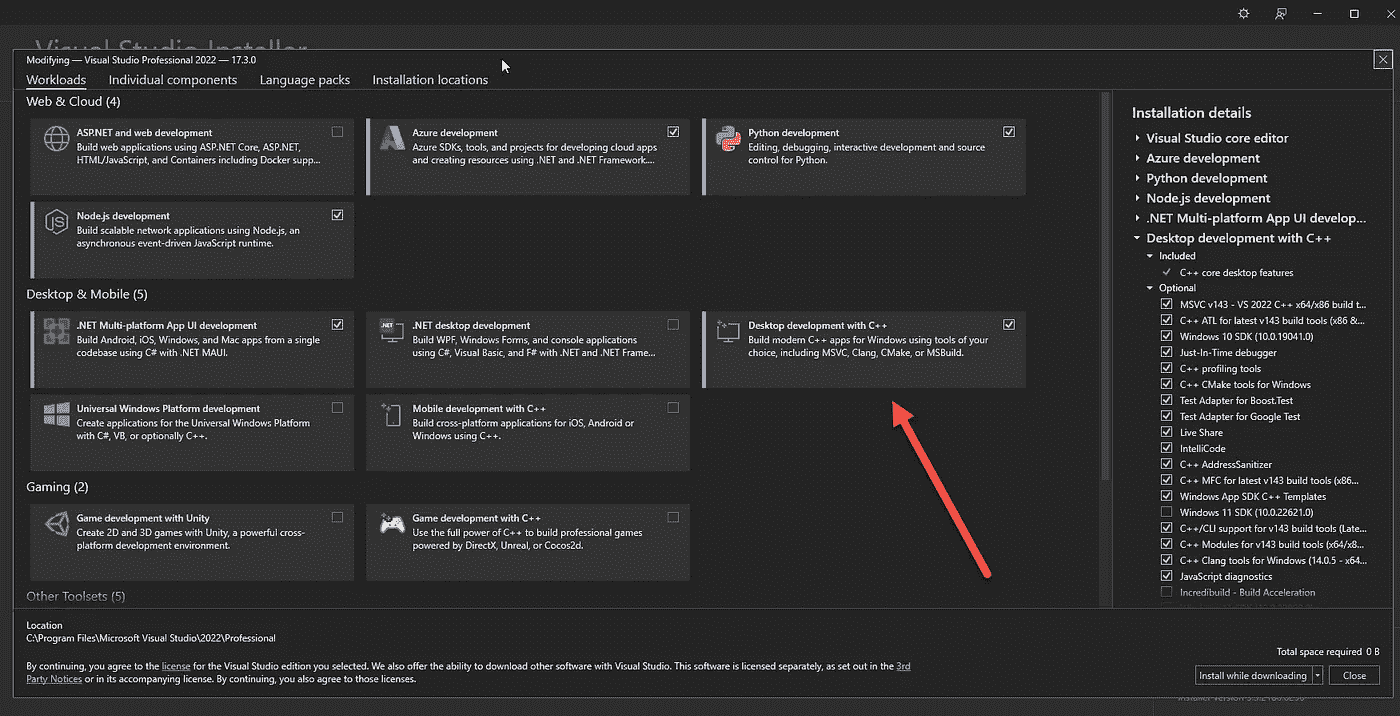 Visual Studio Installer
Modifying — Visual Studio Professional 2022 — 17.3.0
Workloads
Individual components
Language packs
Installation locations
Web & Cloud (4)
ASP.NET and web development
Build web applications using ASP.NET Core, ASP.NET,
HTML/JavaScript, and Containers including Docker supp...
Azure development
Azure SDKs, tools, and projects for developing cloud apps
and creating resources using .NET and .NET Framework....
Python development
Editing, debugging, interactive development and source
control for Python.
JS
Node.js development
Build scalable network applications using Node.js, an
asynchronous event-driven JavaScript runtime.
Desktop & Mobile (5)
.NET Multi-platform App UI development
Build Android, iOS, Windows, and Mac apps from a single
codebase using C# with .NET MAUI.
.NET
.NET desktop development
Build WPF, Windows Forms, and console applications
using C#, Visual Basic, and F# with .NET and .NET Frame...
Desktop development with C++
Build modern C++ apps for Windows using tools of your
choice, including MSVC, Clang, CMake, or MSBuild.
Universal Windows Platform development
Create applications for the Universal Windows Platform
with C#, VB, or optionally C++.
Mobile development with C++
Build cross-platform applications for iOS, Android or
Windows using C++.
Gaming (2)
Game development with Unity
Create 2D and 3D games with Unity, a powerful cross-
platform development environment.
Game development with C++
Use the full power of C++ to build professional games
powered by DirectX, Unreal, or Cocos2d.
Other Toolsets (5)
Installation details
Visual Studio core editor
Azure development
Python development
Node.js development
.NET Multi-platform App UI develop...
Desktop development with C++
Included
C++ core desktop features
Optional
MSVC v143 - VS 2022 C++ x64/x86 build t...
C++ ATL for latest v143 build tools (x86 &...
Windows 10 SDK (10.0.19041.0)
Just-In-Time debugger
C++ profiling tools
C++ CMake tools for Windows
Test Adapter for Boost.Test
Test Adapter for Google Test
Live Share
IntelliCode
C++ AddressSanitizer
C++ MFC for latest v143 build tools (x86...
Windows App SDK C++ Templates
Windows 11 SDK (10.0.22621.0)
C++/CLI support for v143 build tools (Late...
C++ Modules for v143 build tools (x64/x8...
C++ Clang tools for Windows (14.0.5 - x64...
JavaScript diagnostics
Incredibuild - Build Acceleration
Location
C:\Program Files\Microsoft Visual Studio\2022\Professional
By continuing, you agree to the license for the Visual Studio edition you selected. We also offer the ability to download other software with Visual Studio. This software is licensed separately, as set out in the 3rd
Party Notices or in its accompanying license. By continuing, you also agree to those licenses.
Total space required 0 B
Install while downloading
Close